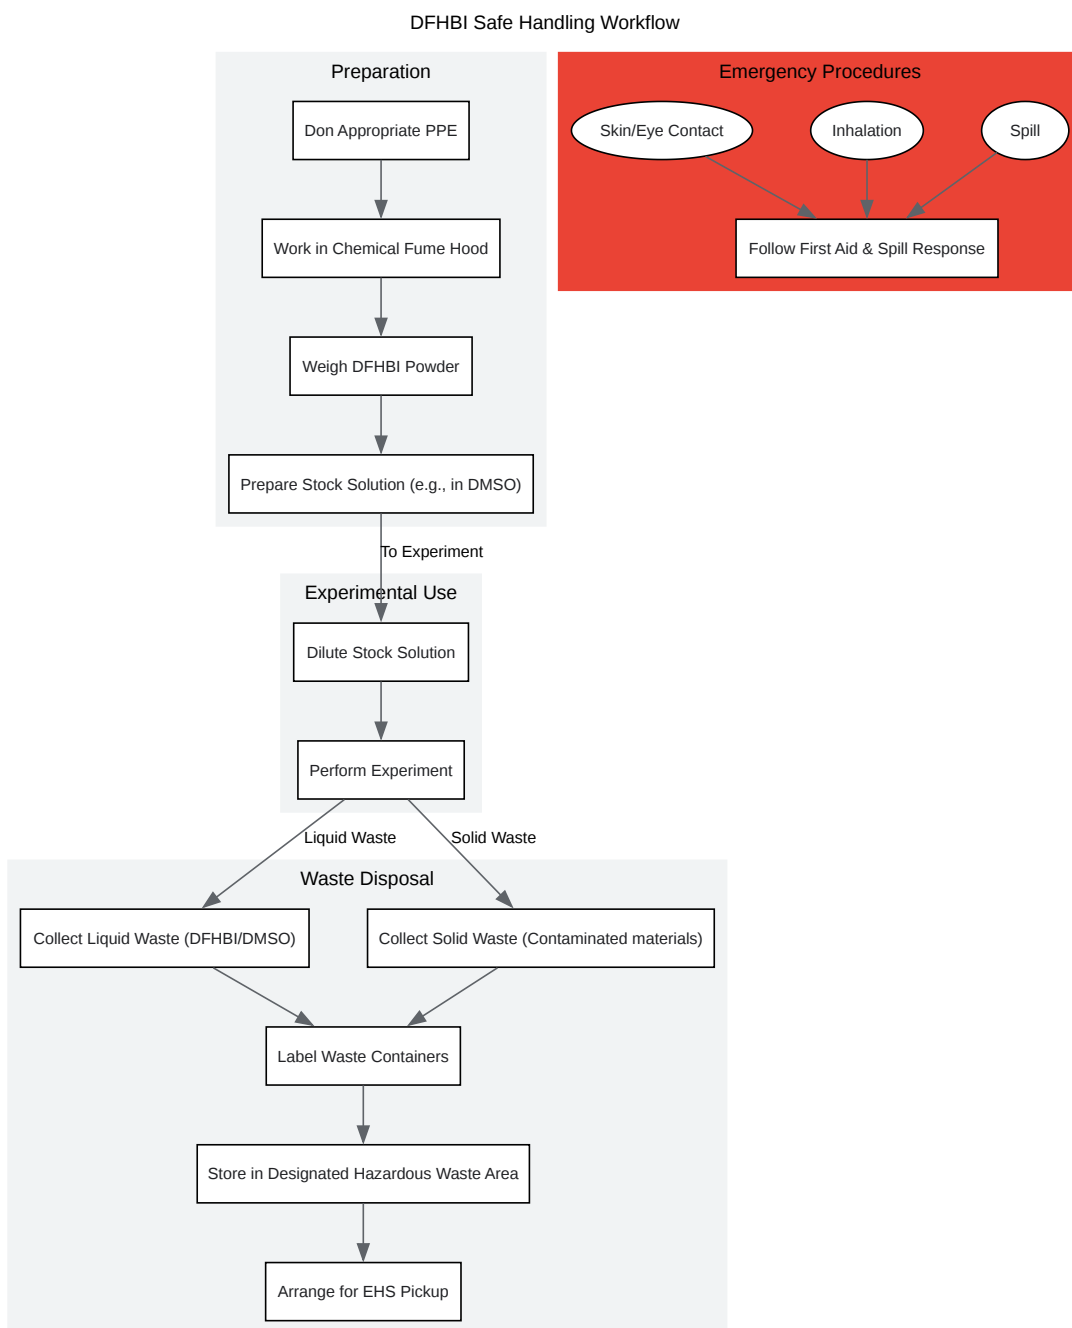 DFHBI Safe Handling Workflow
Preparation
Don Appropriate PPE
Work in Chemical Fume Hood
Weigh DFHBI Powder
Prepare Stock Solution (e.g., in DMSO)
Emergency Procedures
Skin/Eye Contact
Inhalation
Spill
Follow First Aid & Spill Response
To Experiment
Experimental Use
Dilute Stock Solution
Perform Experiment
Liquid Waste
Solid Waste
Waste Disposal
Collect Liquid Waste (DFHBI/DMSO)
Collect Solid Waste (Contaminated materials)
Label Waste Containers
Store in Designated Hazardous Waste Area
Arrange for EHS Pickup